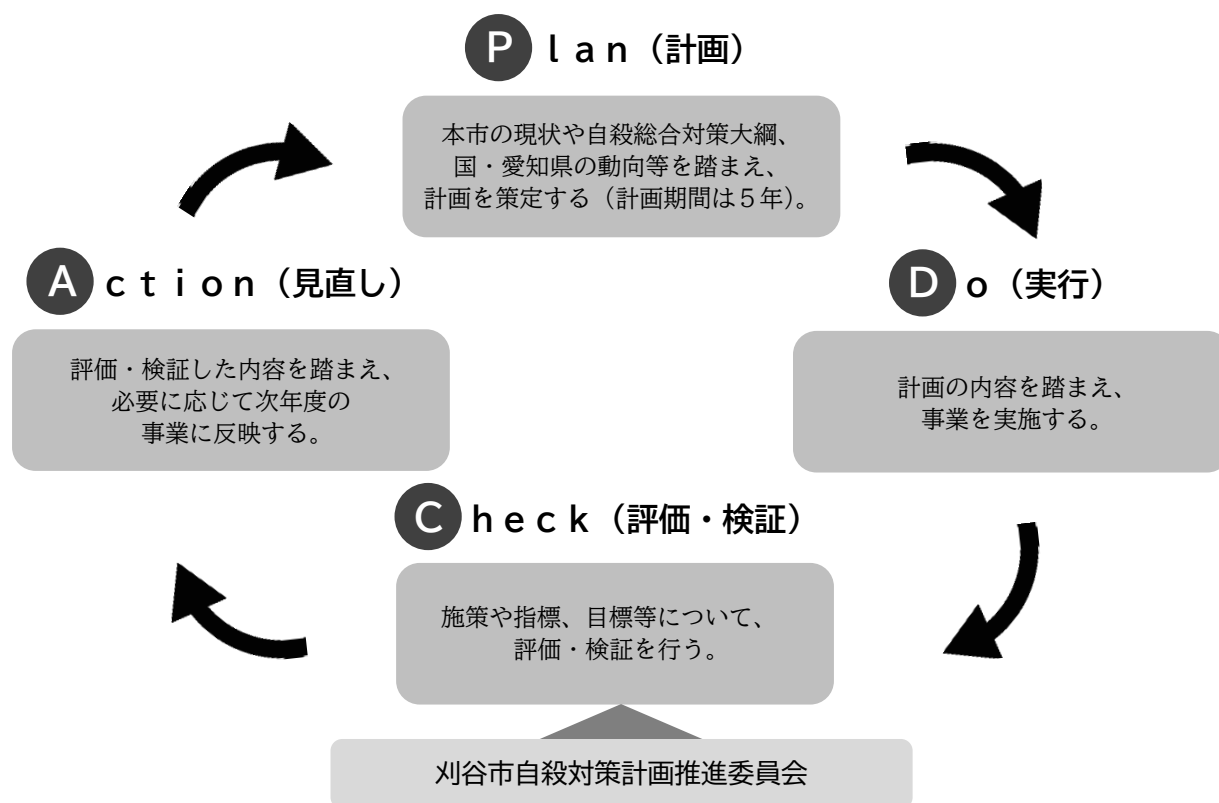 Ｐｌａｎ（計画）
本市の現状や自殺総合対策大綱、
国・愛知県の動向等を踏まえ、
計画を策定する（計画期間は５年）。
Ａｃｔｉｏｎ（見直し）
評価・検証した内容を踏まえ、
必要に応じて次年度の
事業に反映する。
Ｄｏ（実行）
計画の内容を踏まえ、
事業を実施する。
Ｃｈｅｃｋ（評価・検証）
施策や指標、目標等について、
評価・検証を行う。
刈谷市自殺対策計画推進委員会